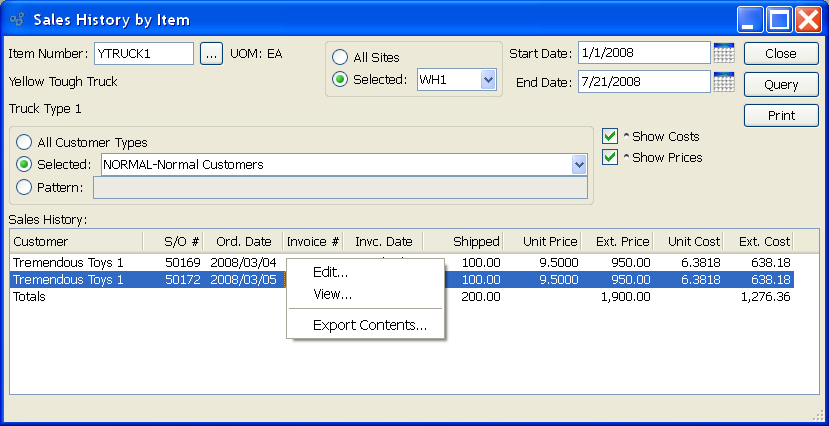 Sales History by Item
Item Number: YTRUCK1 ... UOM: EA
All Sites
Selected: WH1
Start Date: 1/1/2008
End Date: 7/21/2008
Close
Query
Print
Yellow Tough Truck
Truck Type 1
All Customer Types
Selected: NORMAL-Normal Customers
Pattern:
^ Show Costs
^ Show Prices
Sales History:
Customer S/O # Ord. Date Invoice # Invc. Date Shipped Unit Price Ext. Price Unit Cost Ext. Cost
Tremendous Toys 1 50169 2008/03/04 100.00 9.5000 950.00 6.3818 638.18
Tremendous Toys 1 50172 2008/03/05 100.00 9.5000 950.00 6.3818 638.18
Totals 200.00 1,900.00 1,276.36
Edit...
View...
Export Contents...